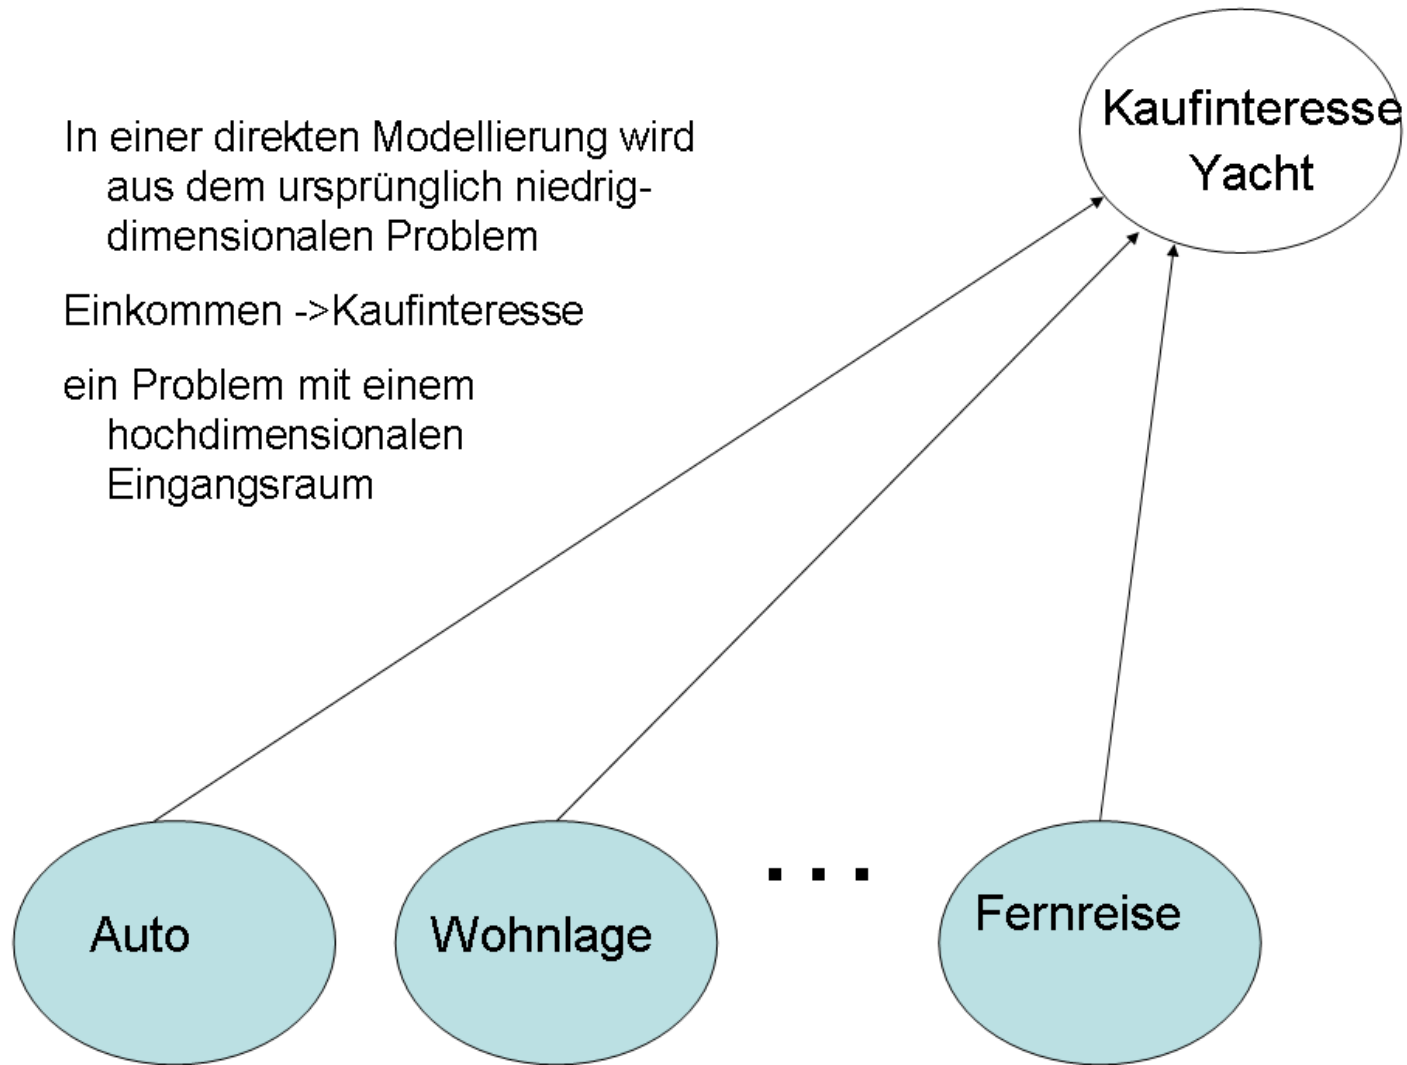 Kaufinteresse
Yacht
In einer direkten Modellierung wird
aus dem ursprünglich niedrig-
dimensionalen Problem
Einkommen ->Kaufinteresse
ein Problem mit einem
hochdimensionalen
Eingangsraum
Auto
Wohnlage
. . .
Fernreise